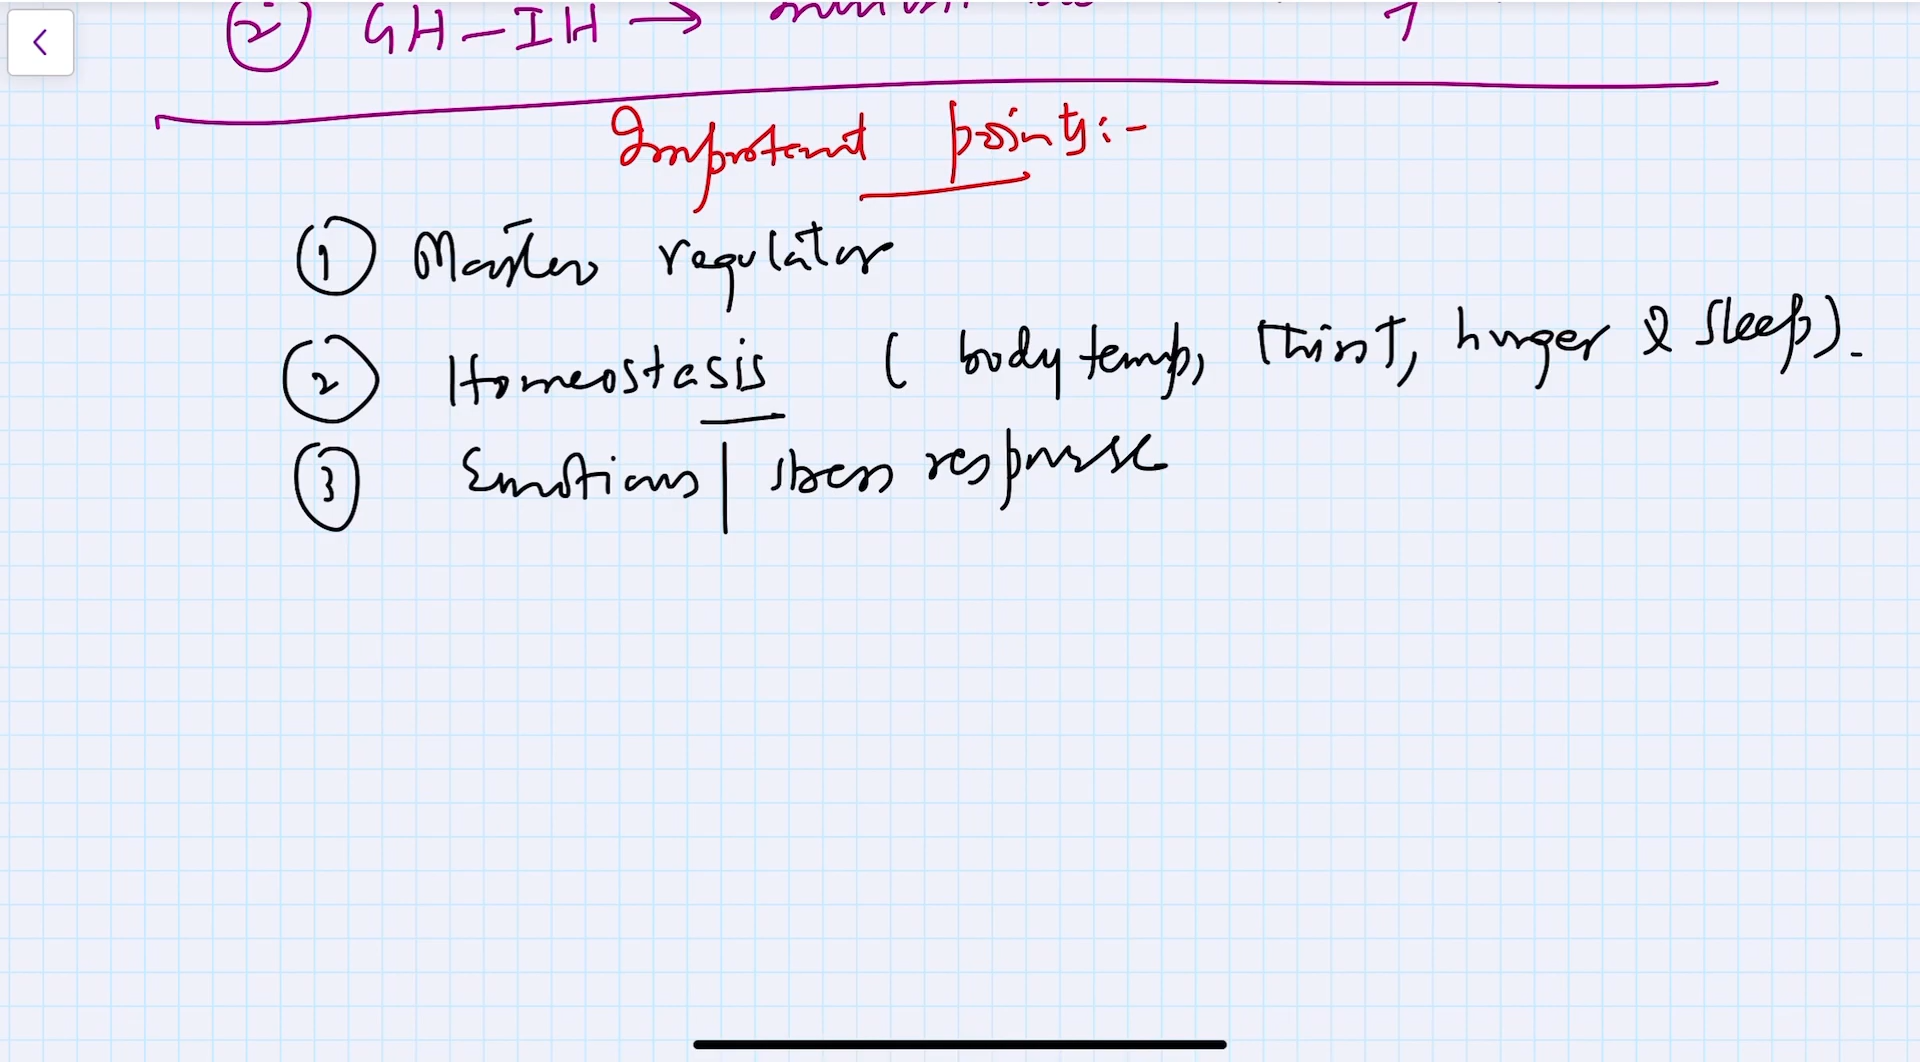 ② GH-IH →
Important points:-
① Master regulator
② Homeostasis ( body temp, thirst, hunger & sleep).
③ Emotions | stress response